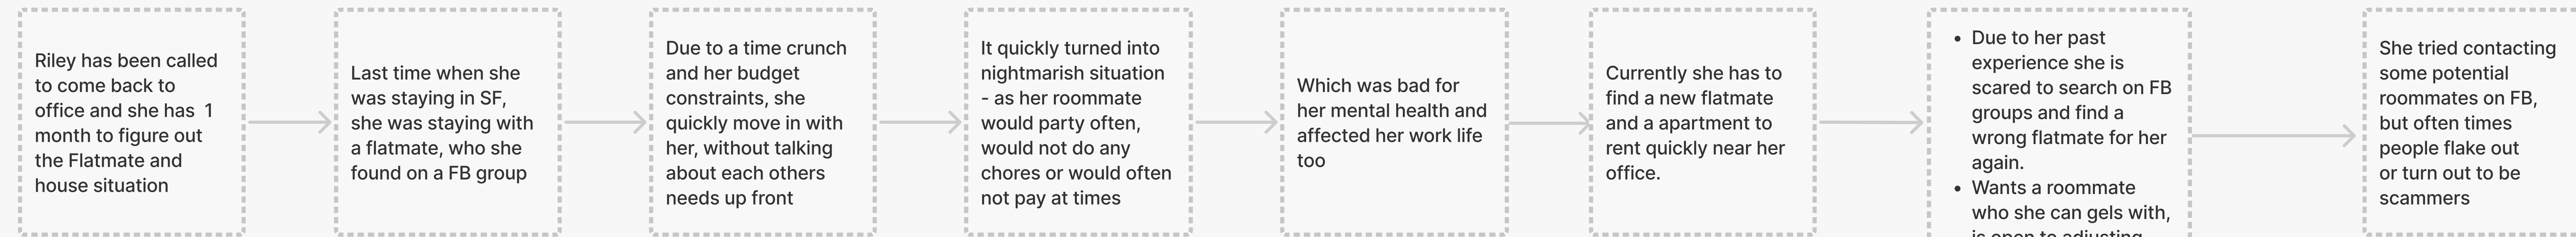 Riley has been called
to come back to
office and she has  1
month to figure out
the Flatmate and
house situation
Last time when she
was staying in SF,
she was staying with
a flatmate, who she
found on a FB group
Due to a time crunch
and her budget
constraints, she
quickly move in with
her, without talking
about each others
needs up front
It quickly turned into
nightmarish situation
- as her roommate
would party often,
would not do any
chores or would often
not pay at times
Which was bad for
her mental health and
affected her work life
too
Currently she has to
find a new flatmate
and a apartment to
rent quickly near her
office.
• Due to her past
experience she is
scared to search on FB
groups and find a
wrong flatmate for her
again.
• Wants a roommate
who she can gels with,
is open to adjusting
She tried contacting
some potential
roommates on FB,
but often times
people flake out
or turn out to be
scammers